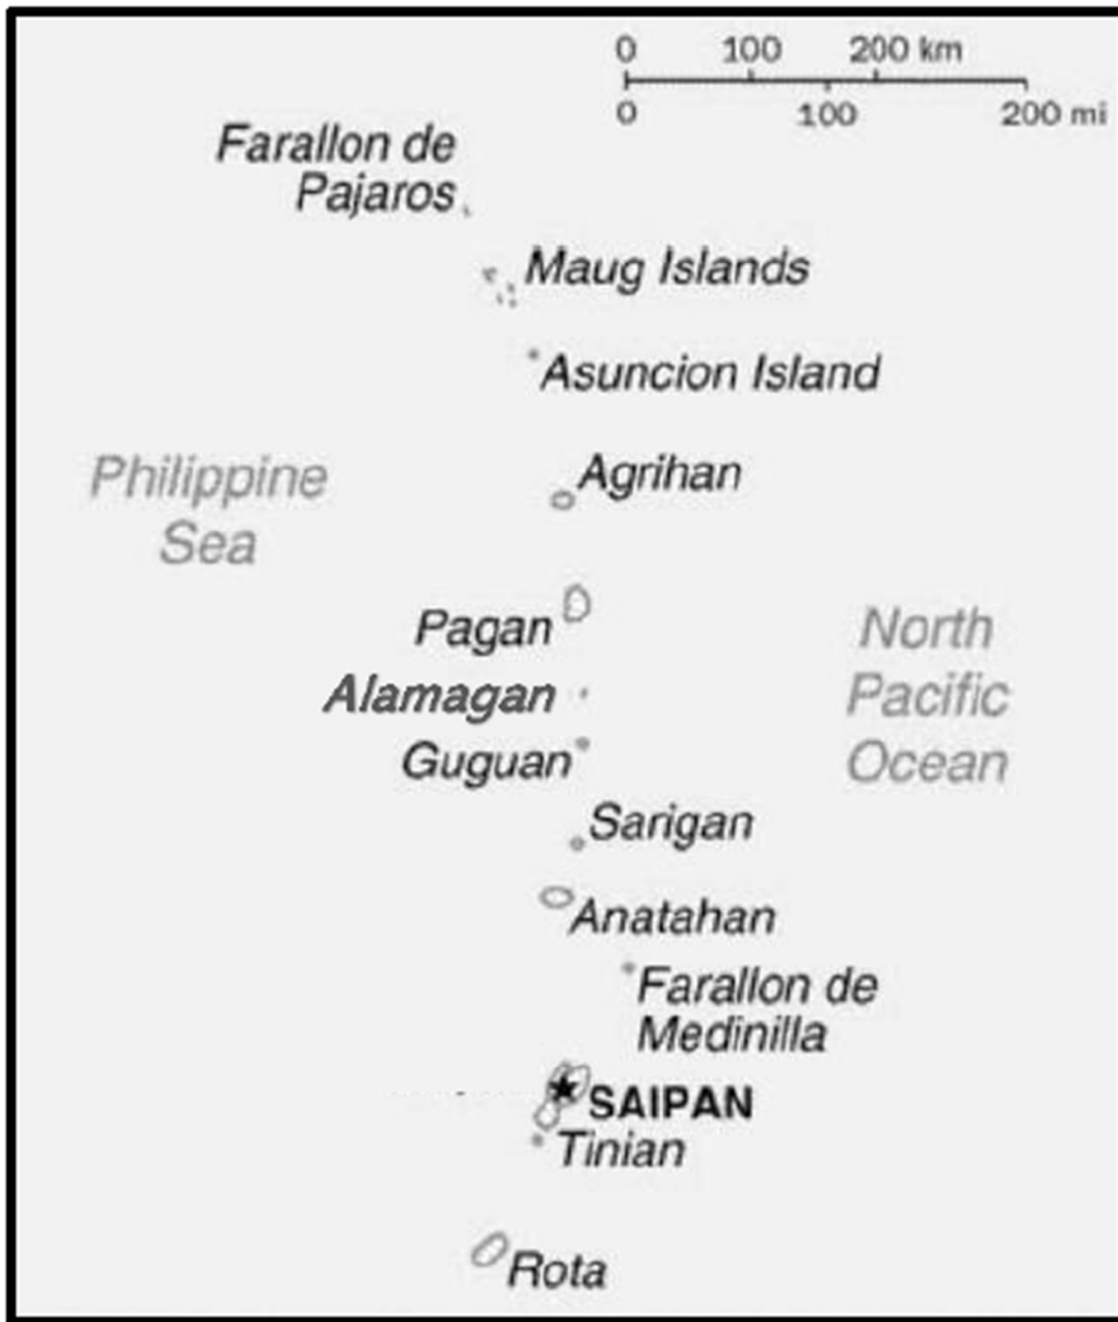 0 100 200 km
0 100 200 mi
Farallon de
Pajaros
Maug Islands
Asuncion Island
Philippine
Sea
Agrihan
Pagan
North
Pacific
Ocean
Alamagan
Guguan
Sarigan
Anatahan
Farallon de
Medinilla
SAIPAN
Tinian
Rota